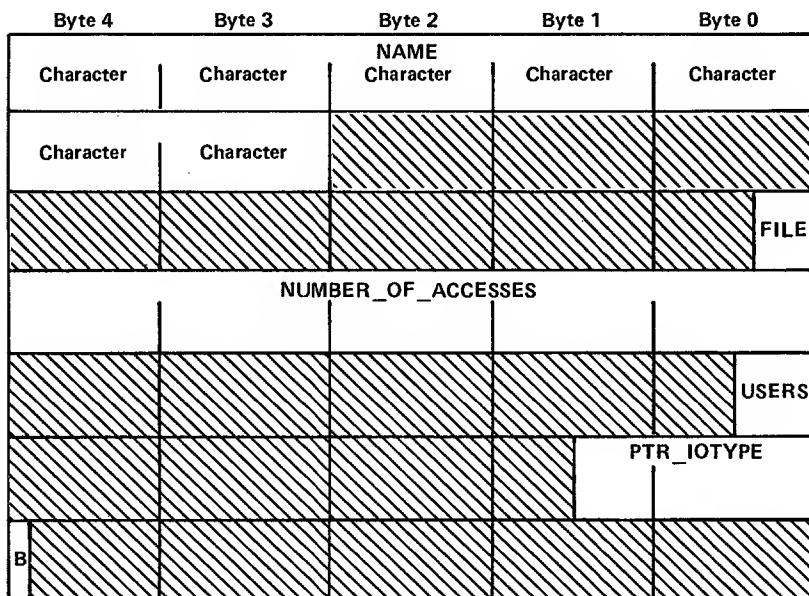 Byte 4 Byte 3 Byte 2 Byte 1 Byte 0
NAME
Character Character Character Character Character
Character Character
FILE
NUMBER_OF_ACCESSES
USERS
PTR_IOTYPE
B